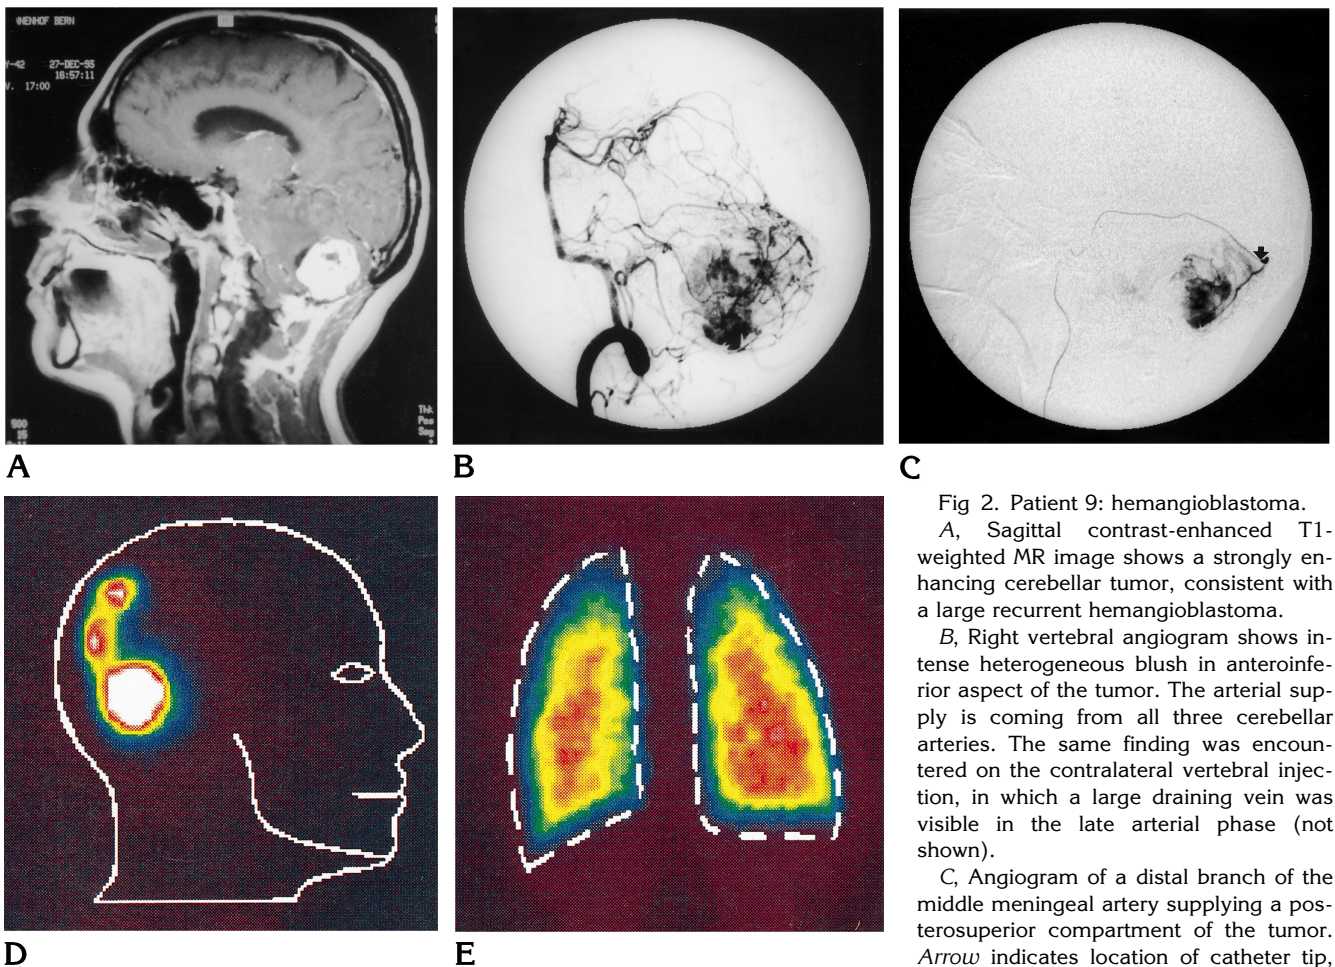 27-DEC-95
16:57:11
17:00
500
15
Pos
Sag
A
B
C
D
E
Fig 2. Patient 9: hemangioblastoma.
A, Sagittal contrast-enhanced T1-
weighted MR image shows a strongly en-
hancing cerebellar tumor, consistent with
a large recurrent hemangioblastoma.
B, Right vertebral angiogram shows in-
tense heterogeneous blush in anteroinfe-
rior aspect of the tumor. The arterial sup-
ply is coming from all three cerebellar
arteries. The same finding was encoun-
tered on the contralateral vertebral injec-
tion, in which a large draining vein was
visible in the late arterial phase (not
shown).
C, Angiogram of a distal branch of the
middle meningeal artery supplying a pos-
terosuperior compartment of the tumor.
Arrow indicates location of catheter tip,